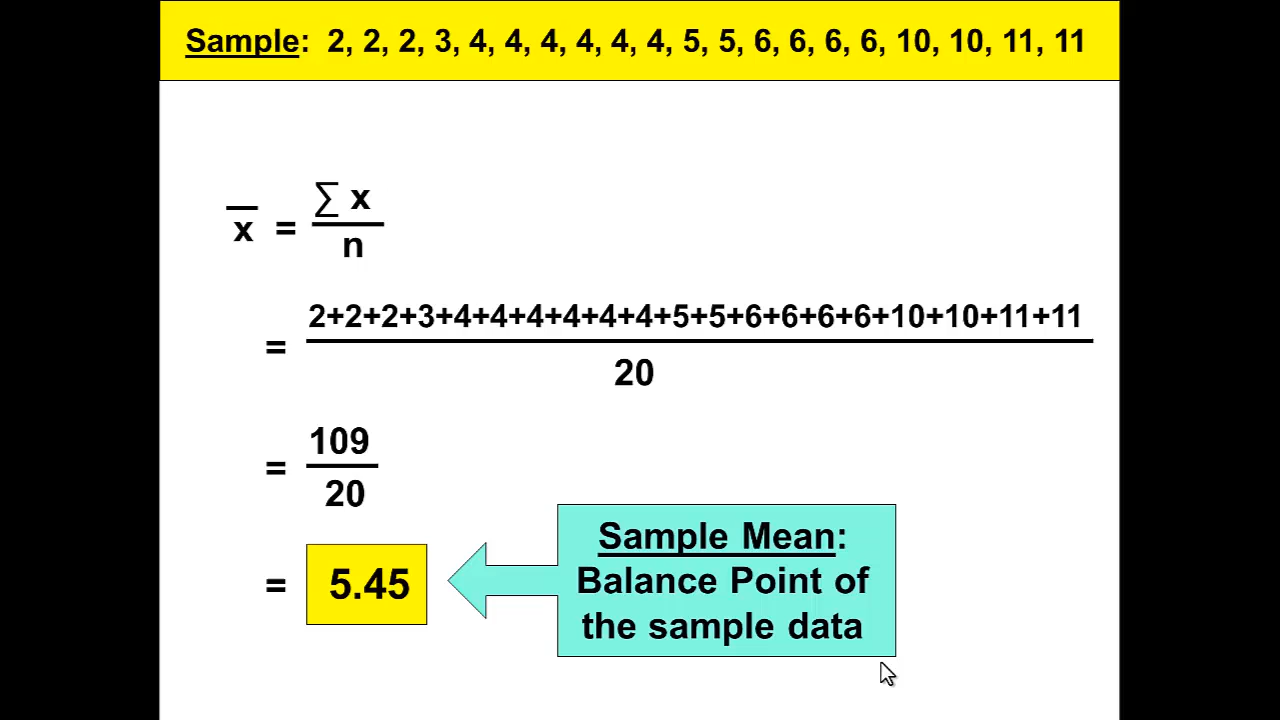 Sample: 2, 2, 2, 3, 4, 4, 4, 4, 4, 4, 5, 5, 6, 6, 6, 6, 10, 10, 11, 11
x̅ = ∑ x
n
= 2+2+2+3+4+4+4+4+4+4+5+5+6+6+6+6+10+10+11+11
20
= 109
20
= 5.45
Sample Mean:
Balance Point of
the sample data